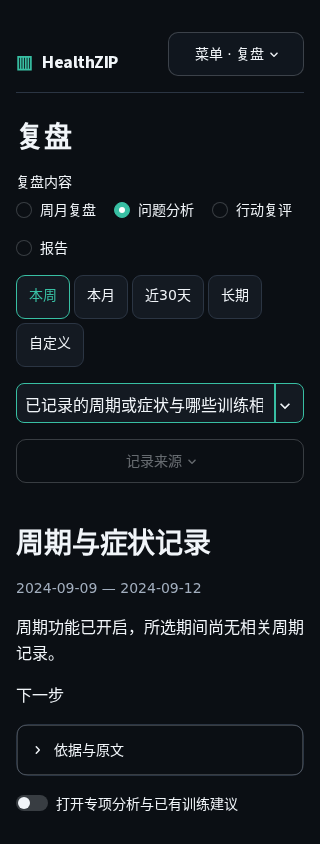 HealthZIP
菜单 · 复盘
复盘
复盘内容
周月复盘 问题分析 行动复评
报告
本周 本月 近30天 长期
自定义
已记录的周期或症状与哪些训练相
记录来源
周期与症状记录
2024-09-09 — 2024-09-12
周期功能已开启，所选期间尚无相关周期
记录。
下一步
依据与原文
打开专项分析与已有训练建议